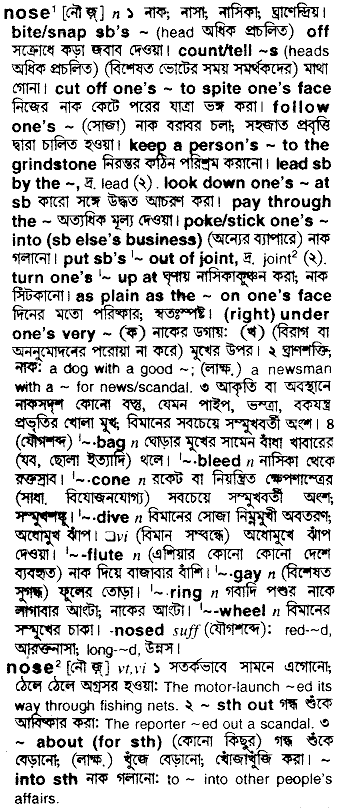 nose¹ [নৌজ়্] n ১ নাক; নাসা; নাসিকা; ঘ্রাণেন্দ্রিয়।
bite/snap sb's ~ (head অধিক প্রচলিত) off
সক্রোধে কড়া জবাব দেওয়া। count/tell ~s (heads
অধিক প্রচলিত) (বিশেষত ভোটের সময় সমর্থকদের) মাথা
গোনা। cut off one's ~ to spite one's face
নিজের নাক কেটে পরের যাত্রা ভঙ্গ করা। follow
one's ~ (সোজা) নাক বরাবর চলা; সহজাত প্রবৃত্তি
দ্বারা চালিত হওয়া। keep a person's ~ to the
grindstone নিরন্তর কঠিন পরিশ্রম করানো। lead sb
by the ~, দ্র. lead (২). look down one's ~ at
sb কারো সঙ্গে উদ্ধত আচরণ করা। pay through
the ~ অত্যধিক মূল্য দেওয়া। poke/stick one's ~
into (sb else's business) (অন্যের ব্যাপারে) নাক
গলানো। put sb's ˡ~ out of joint, দ্র. joint² (২).
turn one's ˡ~ up at ঘৃণায় নাসিকাকুঞ্চন করা; নাক
সিটকানো। as plain as the ~ on one's face
দিনের মতো পরিষ্কার; স্বতঃস্পষ্ট। (right) under
one's very ~ (ক) নাকের ডগায়: (খ) (বিরাগ বা
অননুমোদনের পরোয়া না করে) মুখের উপর। ২ ঘ্রাণশক্তি,
নাক: a dog with a good ~; (লাক্ষ.) a newsman
with a ~ for news/scandal. ৩ আকৃতি বা অবস্থানে
নাকসদৃশ কোনো বস্তু, যেমন পাইপ, ভস্ত্রা, বকযন্ত্র
প্রভৃতির খোলা মুখ; বিমানের সবচেয়ে সম্মুখবর্তী অংশ। ৪
(যৌগশব্দ) ˡ~·bag n ঘোড়ার মুখের সামেন বাঁধা খাবারের
(যব, ছোলা ইত্যাদি) থলে। ˡ~·bleed n নাসিকা থেকে
রক্তস্রাব। ˡ~·cone n রকেট বা নিয়ন্ত্রিত ক্ষেপণাস্ত্রের
(সাধা. বিযোজনযোগ্য) সবচেয়ে সম্মুখবর্তী অংশ;
সম্মুখশঙ্কু। ˡ~·dive n বিমানের সোজা নিম্নমুখী অবতরণ;
অধোমুখ ঝাঁপ। □vi (বিমান সম্বন্ধে) অধোমুখে ঝাঁপ
দেওয়া। ˡ~·flute n (এশিয়ার কোনো কোনো দেশে
ব্যবহৃত) নাক দিয়ে বাজাবার বাঁশি। ˡ~·gay n (বিশেষত
সুগন্ধ) ফুলের তোড়া। ˡ~·ring n গবাদি পশুর নাকে
লাগাবার আংটা; নাকের আংটা। ˡ~·wheel n বিমানের
সম্মুখের চাকা। -nosed suff (যৌগশব্দে): red-~d,
আরক্তনাসা; long-~d, উন্নস।
nose² [নৌজ়্] vt,vi ১ সতর্কভাবে সামনে এগোনো;
ঠেলে ঠেলে অগ্রসর হওয়া: The motor-launch ~ed its
way through fishing nets. ২ ~ sth out গন্ধ শুঁকে
আবিষ্কার করা: The reporter ~ed out a scandal. ৩
~ about (for sth) (কোনো কিছুর) গন্ধ শুঁকে
বেড়ানো; (লাক্ষ.) খুঁজে বেড়ানো; খোঁজাখুঁজি করা। ~
into sth নাক গলানো: to ~ into other people's
affairs.